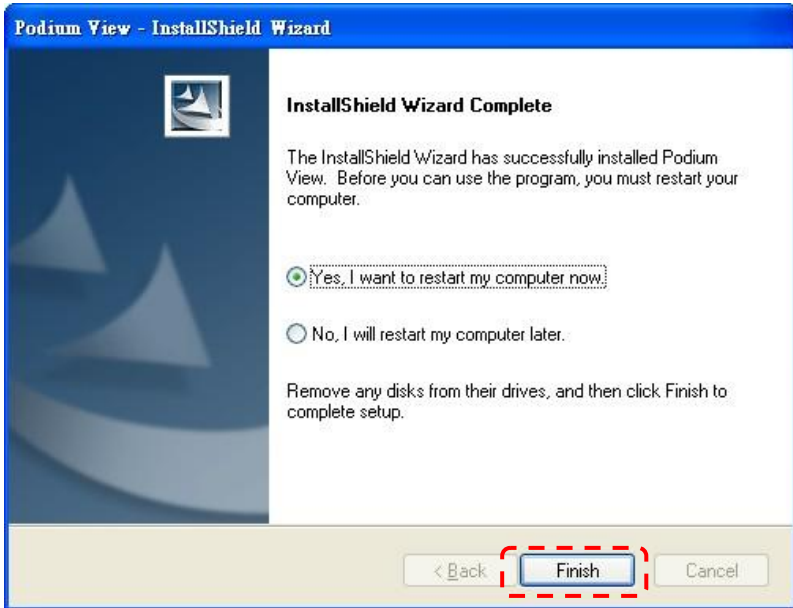 Podium View - InstallShield Wizard
InstallShield Wizard Complete
The InstallShield Wizard has successfully installed Podium
View. Before you can use the program, you must restart your
computer.
Yes, I want to restart my computer now.
No, I will restart my computer later.
Remove any disks from their drives, and then click Finish to
complete setup.
< Back Finish Cancel